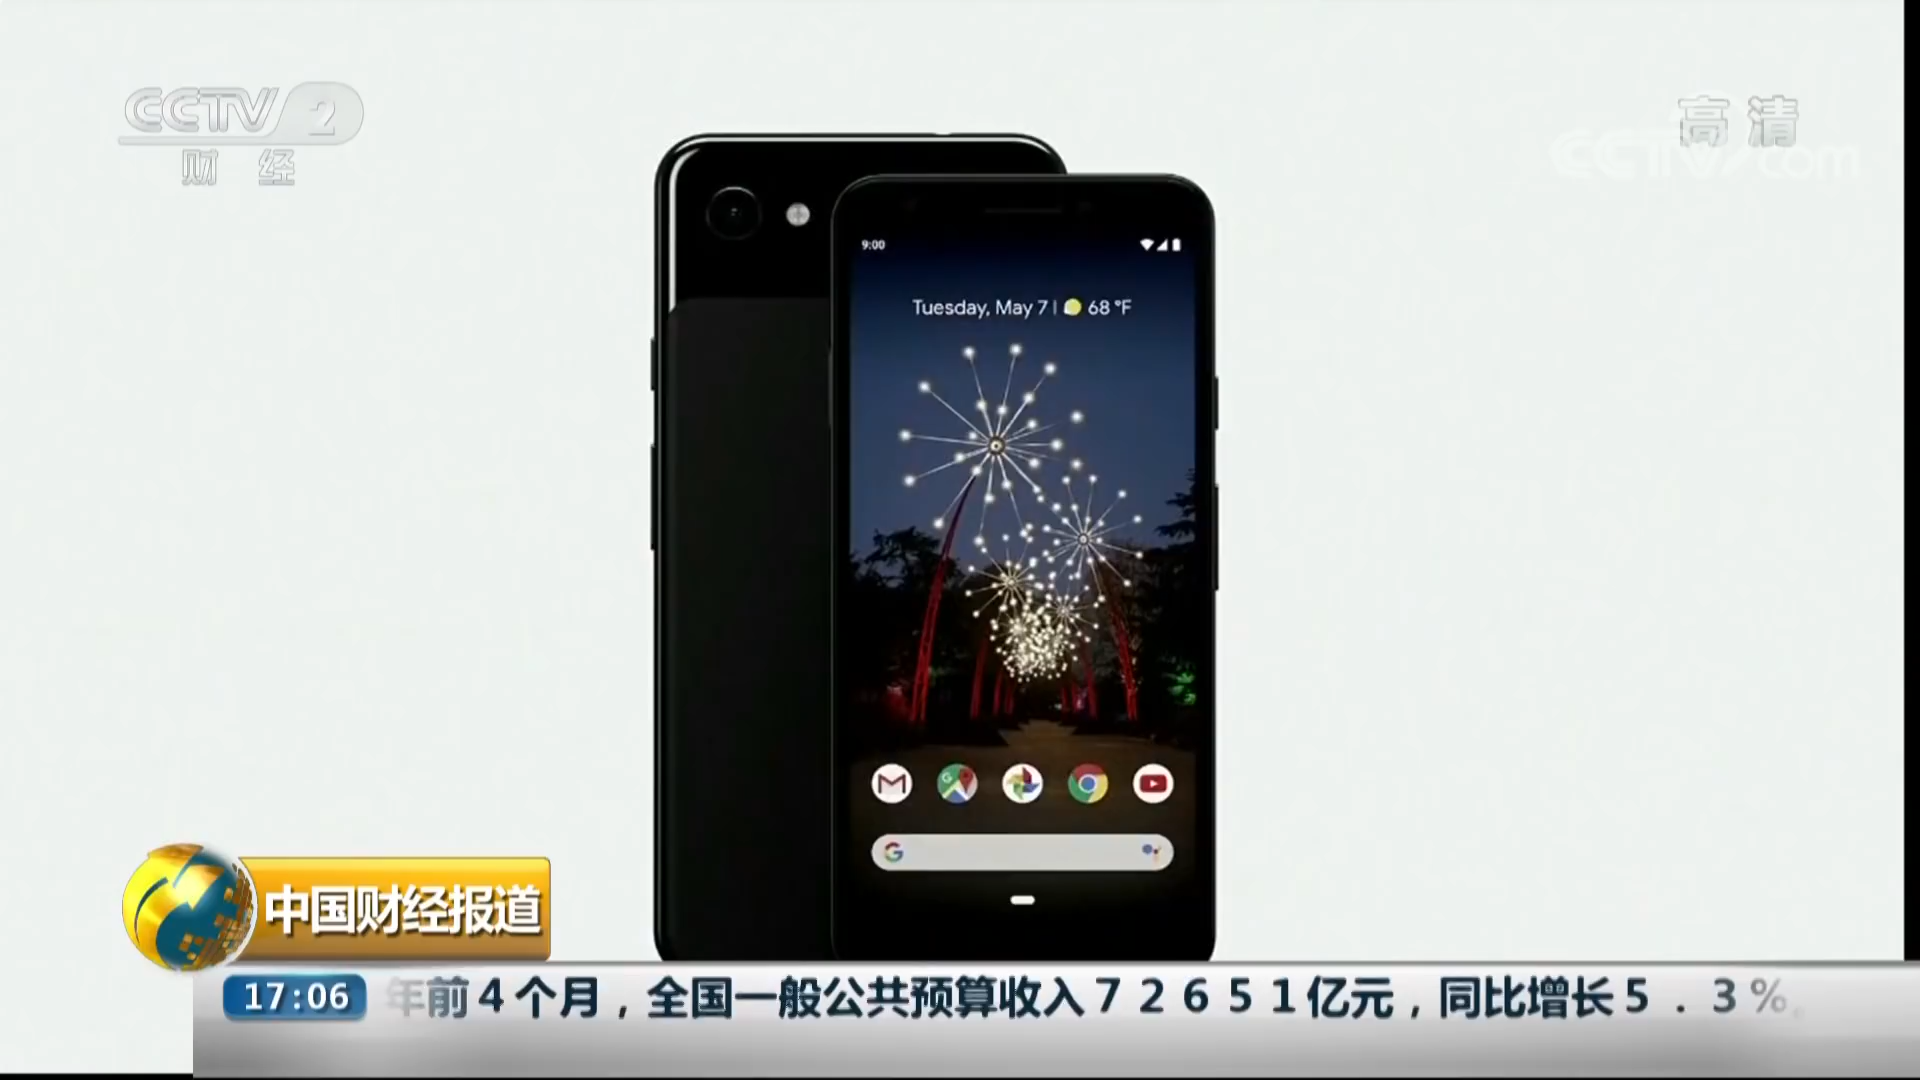 CCTV 2
财 经
高清
CCTV.com
9:00
Tuesday, May 7 | 68 °F
中国财经报道
17:06
年前4个月，全国一般公共预算收入72651亿元，同比增长5.3%。